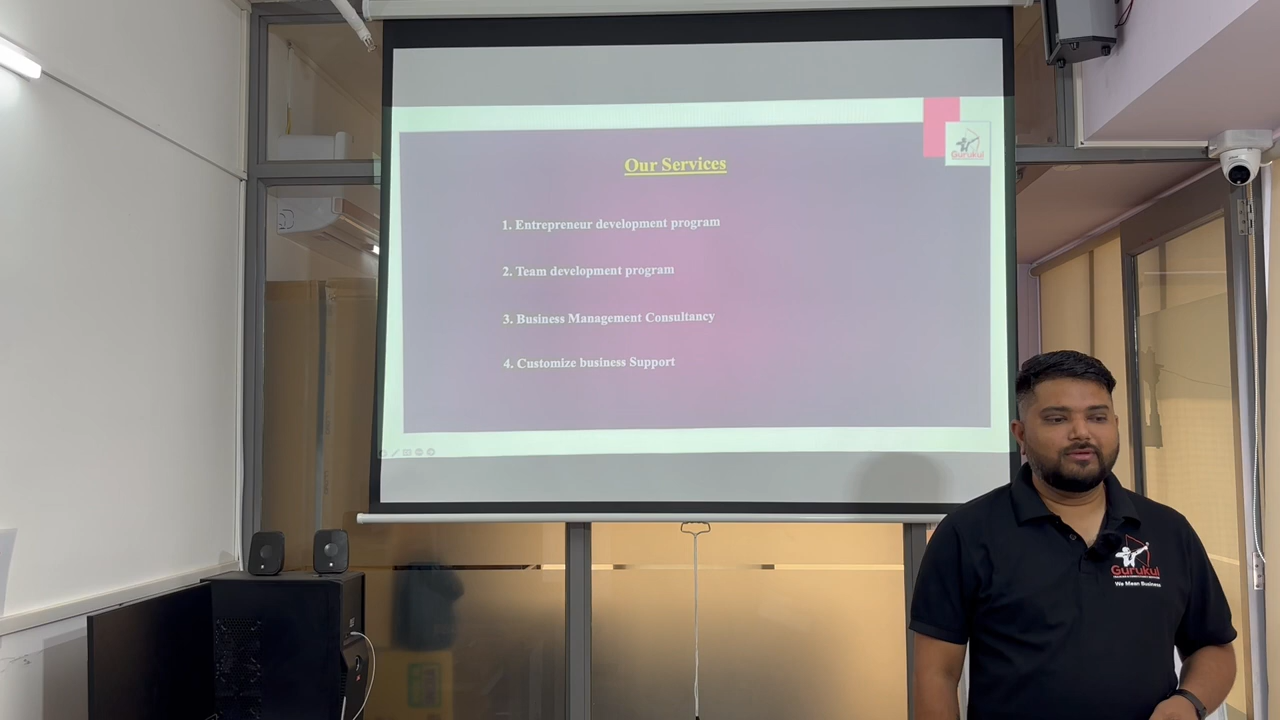 Our Services
Gurukul
1. Entrepreneur development program
2. Team development program
3. Business Management Consultancy
4. Customize business Support
Gurukul
We Mean Business